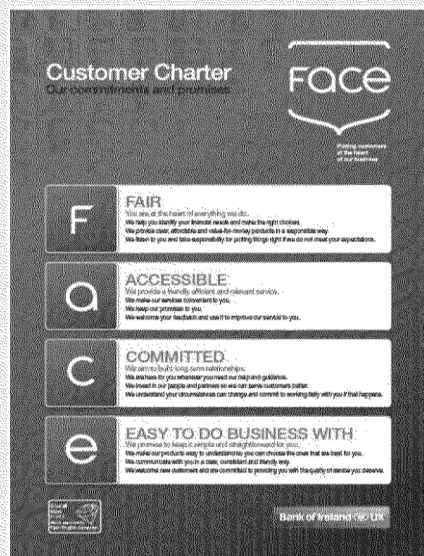 Customer Charter
Our commitments and promises
FACE
Putting customers
at the heart
of our business
F
FAIR
You are at the heart of everything we do.
We help you identify your financial needs and make the right choices.
We provide clear, affordable and value-for-money products in a responsible way.
We listen to you and take responsibility for putting things right if we do not meet your expectations.
a
ACCESSIBLE
We provide a friendly, efficient and relevant service.
We make our services convenient to you.
We keep our promises to you.
We welcome your feedback and use it to improve our service to you.
C
COMMITTED
We aim to build long-term relationships.
We are here for you whenever you need our help and guidance.
We invest in our people and partners so we can serve customers better.
We understand your circumstances can change and commit to working fairly with you if that happens.
e
EASY TO DO BUSINESS WITH
We promise to keep it simple and straightforward for you.
We make our products easy to understand so you can choose the ones that are best for you.
We communicate with you in a clear, consistent and friendly way.
We welcome new customers and are committed to providing you with the quality of service you deserve.
Bank of Ireland UK